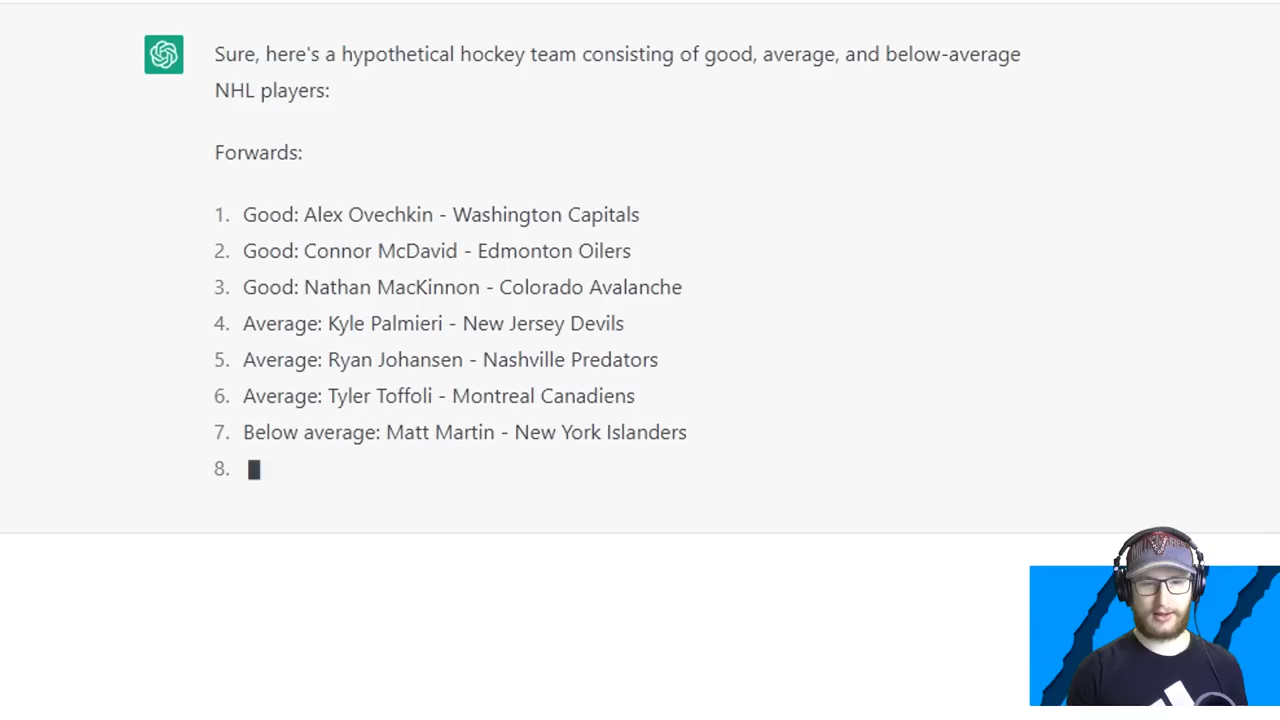 Sure, here's a hypothetical hockey team consisting of good, average, and below-average
NHL players:
Forwards:
1. Good: Alex Ovechkin - Washington Capitals
2. Good: Connor McDavid - Edmonton Oilers
3. Good: Nathan MacKinnon - Colorado Avalanche
4. Average: Kyle Palmieri - New Jersey Devils
5. Average: Ryan Johansen - Nashville Predators
6. Average: Tyler Toffoli - Montreal Canadiens
7. Below average: Matt Martin - New York Islanders
8.